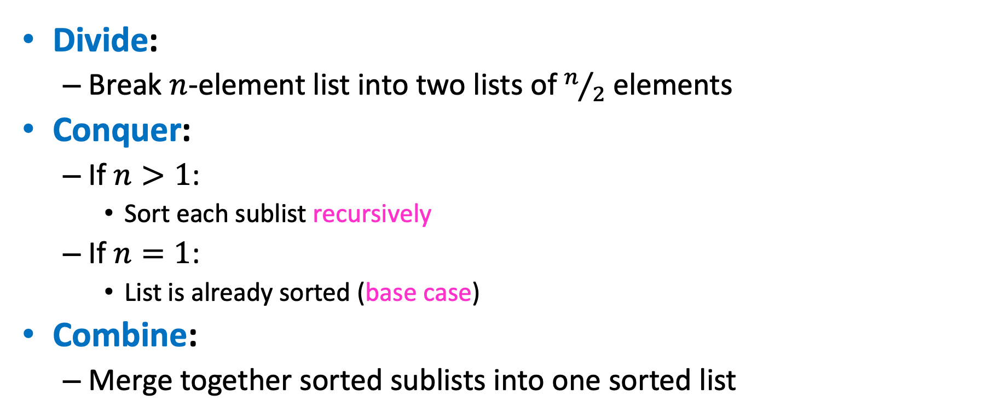 • Divide:
– Break n-element list into two lists of n/2 elements
• Conquer:
– If n > 1:
• Sort each sublist recursively
– If n = 1:
• List is already sorted (base case)
• Combine:
– Merge together sorted sublists into one sorted list